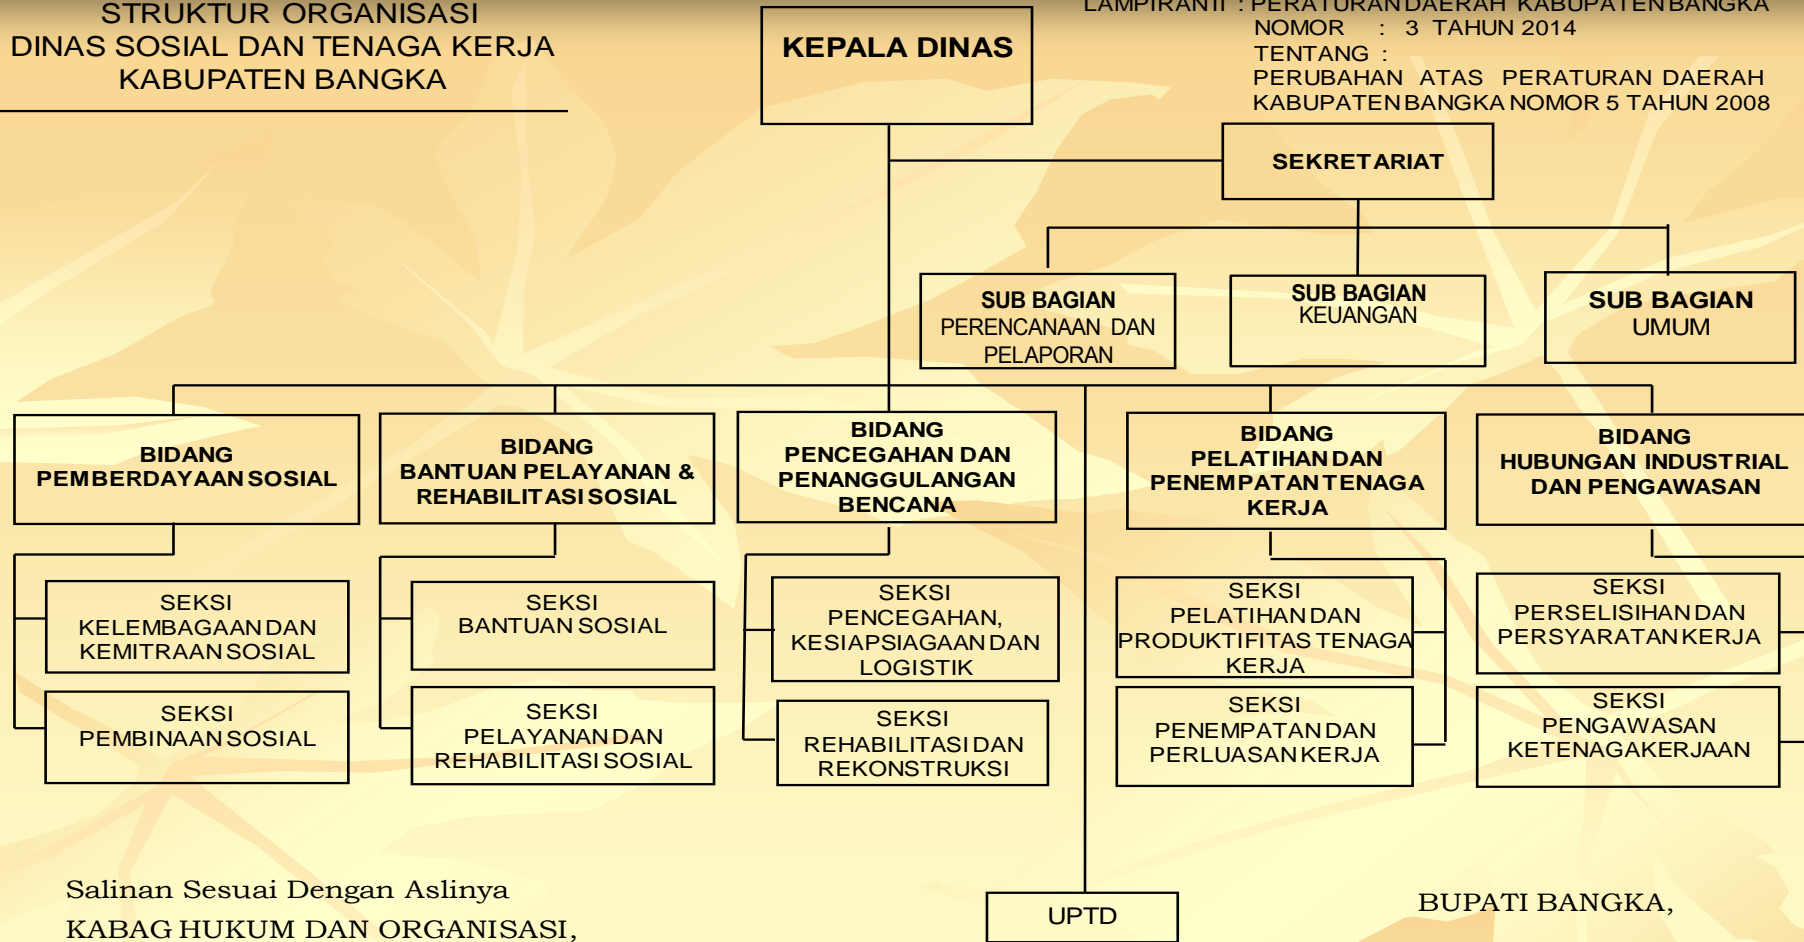 STRUKTUR ORGANISASI
DINAS SOSIAL DAN TENAGA KERJA
KABUPATEN BANGKA
KEPALA DINAS
LAMPIRAN II : PERATURAN DAERAH KABUPATEN BANGKA
NOMOR : 3 TAHUN 2014
TENTANG :
PERUBAHAN ATAS PERATURAN DAERAH
KABUPATEN BANGKA NOMOR 5 TAHUN 2008
SEKRETARIAT
SUB BAGIAN
PERENCANAAN DAN
PELAPORAN
SUB BAGIAN
KEUANGAN
SUB BAGIAN
UMUM
BIDANG
PEMBERDAYAAN SOSIAL
BIDANG
BANTUAN PELAYANAN &
REHABILITASI SOSIAL
BIDANG
PENCEGAHAN DAN
PENANGGULANGAN
BENCANA
BIDANG
PELATIHAN DAN
PENEMPATAN TENAGA
KERJA
BIDANG
HUBUNGAN INDUSTRIAL
DAN PENGAWASAN
SEKSI
KELEMBAGAAN DAN
KEMITRAAN SOSIAL
SEKSI
BANTUAN SOSIAL
SEKSI
PENCEGAHAN,
KESIAPSIAGAAN DAN
LOGISTIK
SEKSI
PELATIHAN DAN
PRODUKTIFITAS TENAGA
KERJA
SEKSI
PERSELISIHAN DAN
PERSYARATAN KERJA
SEKSI
PEMBINAAN SOSIAL
SEKSI
PELAYANAN DAN
REHABILITASI SOSIAL
SEKSI
REHABILITASI DAN
REKONSTRUKSI
SEKSI
PENEMPATAN DAN
PERLUASAN KERJA
SEKSI
PENGAWASAN
KETENAGAKERJAAN
Salinan Sesuai Dengan Aslinya
KABAG HUKUM DAN ORGANISASI,
UPTD
BUPATI BANGKA,